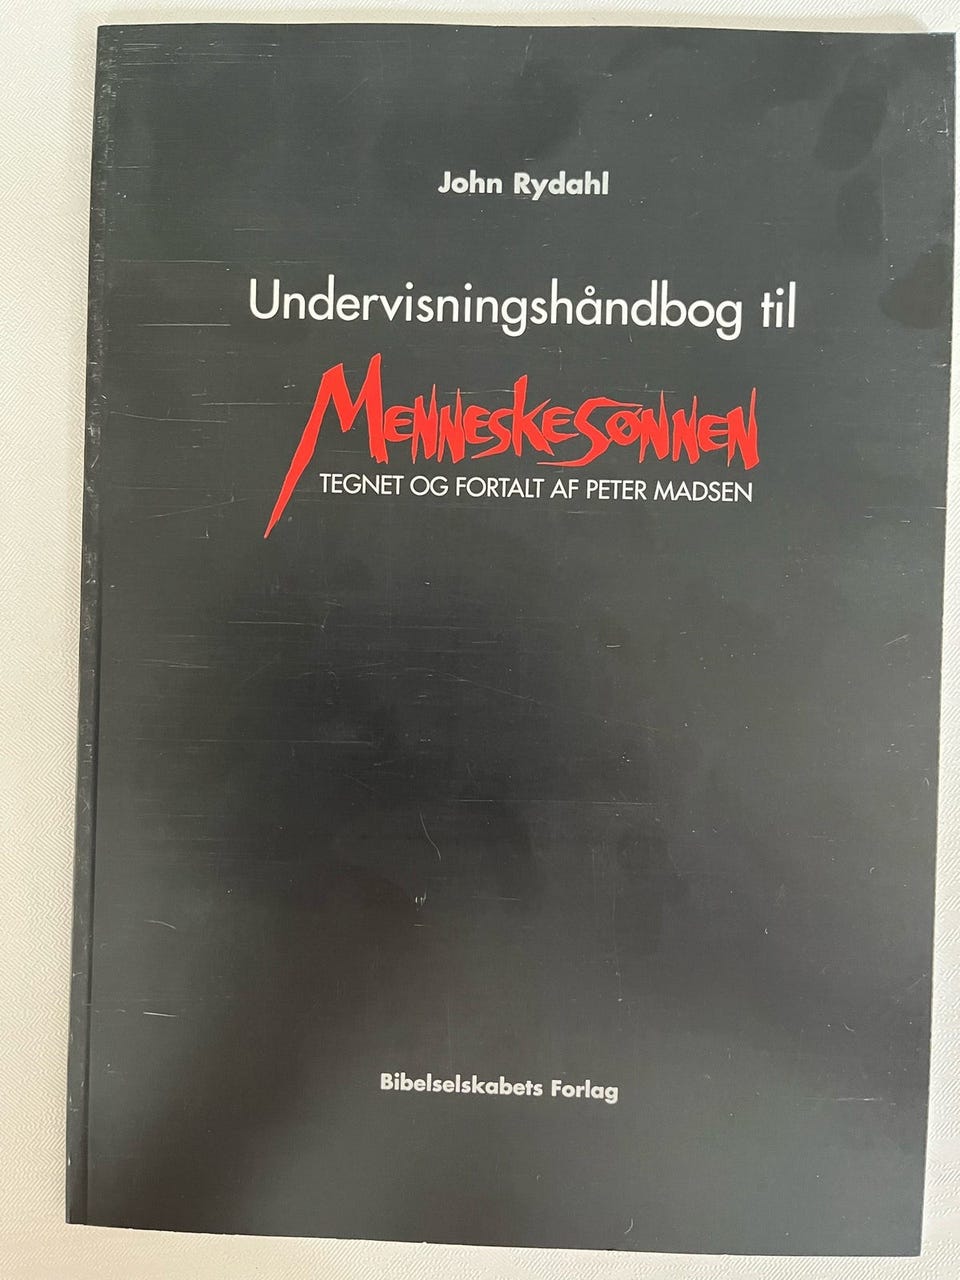 John Rydahl
Undervisningshåndbog til
MENNESKESØNNEN
TEGNET OG FORTALT AF PETER MADSEN
Bibelselskabets Forlag